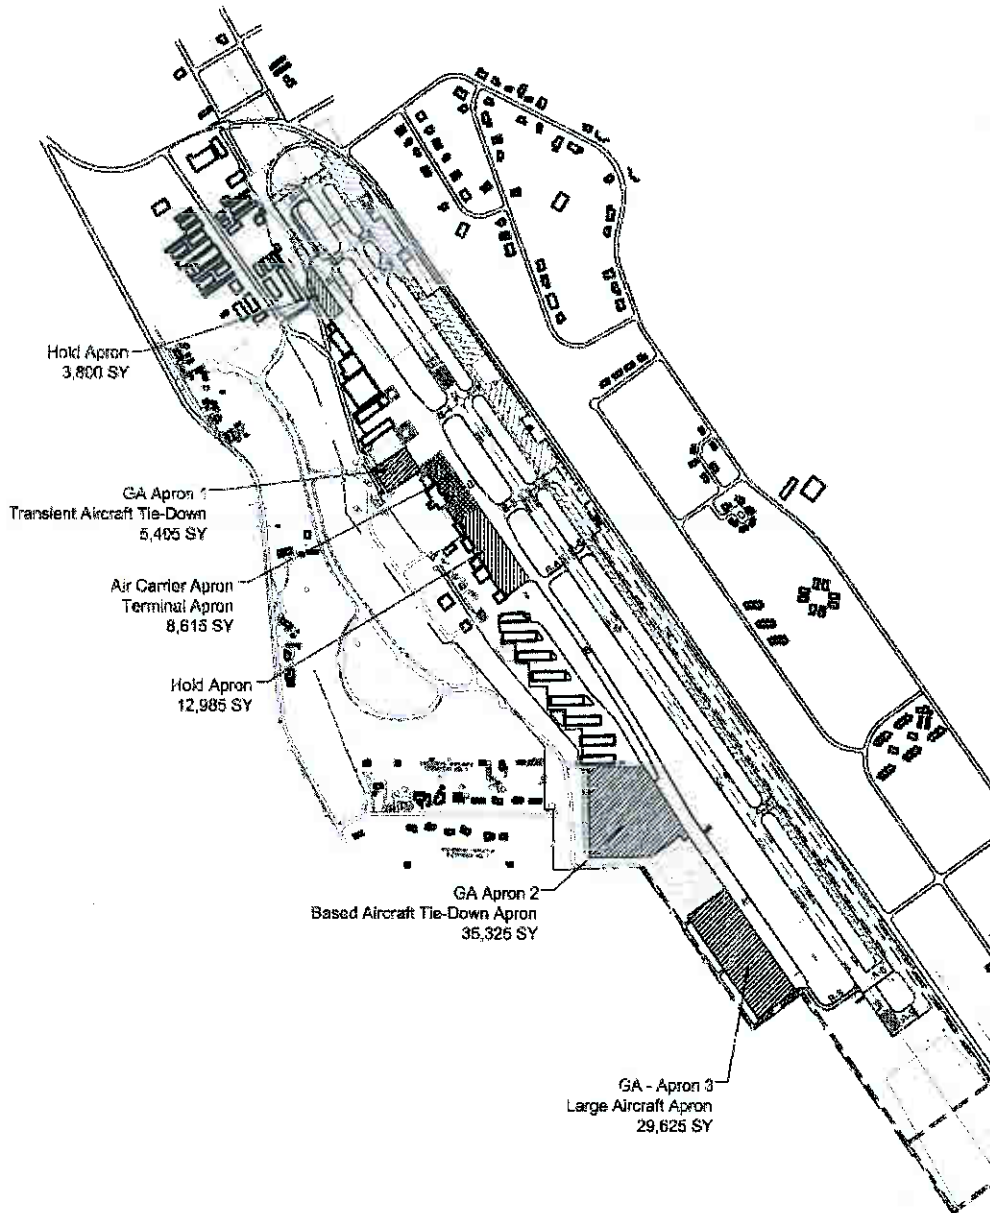 Hold Apron
3,800 SY
GA Apron 1
Transient Aircraft Tie-Down
5,405 SY
Air Carrier Apron
Terminal Apron
8,615 SY
Hold Apron
12,985 SY
GA Apron 2
Based Aircraft Tie-Down Apron
35,325 SY
GA - Apron 3
Large Aircraft Apron
29,625 SY